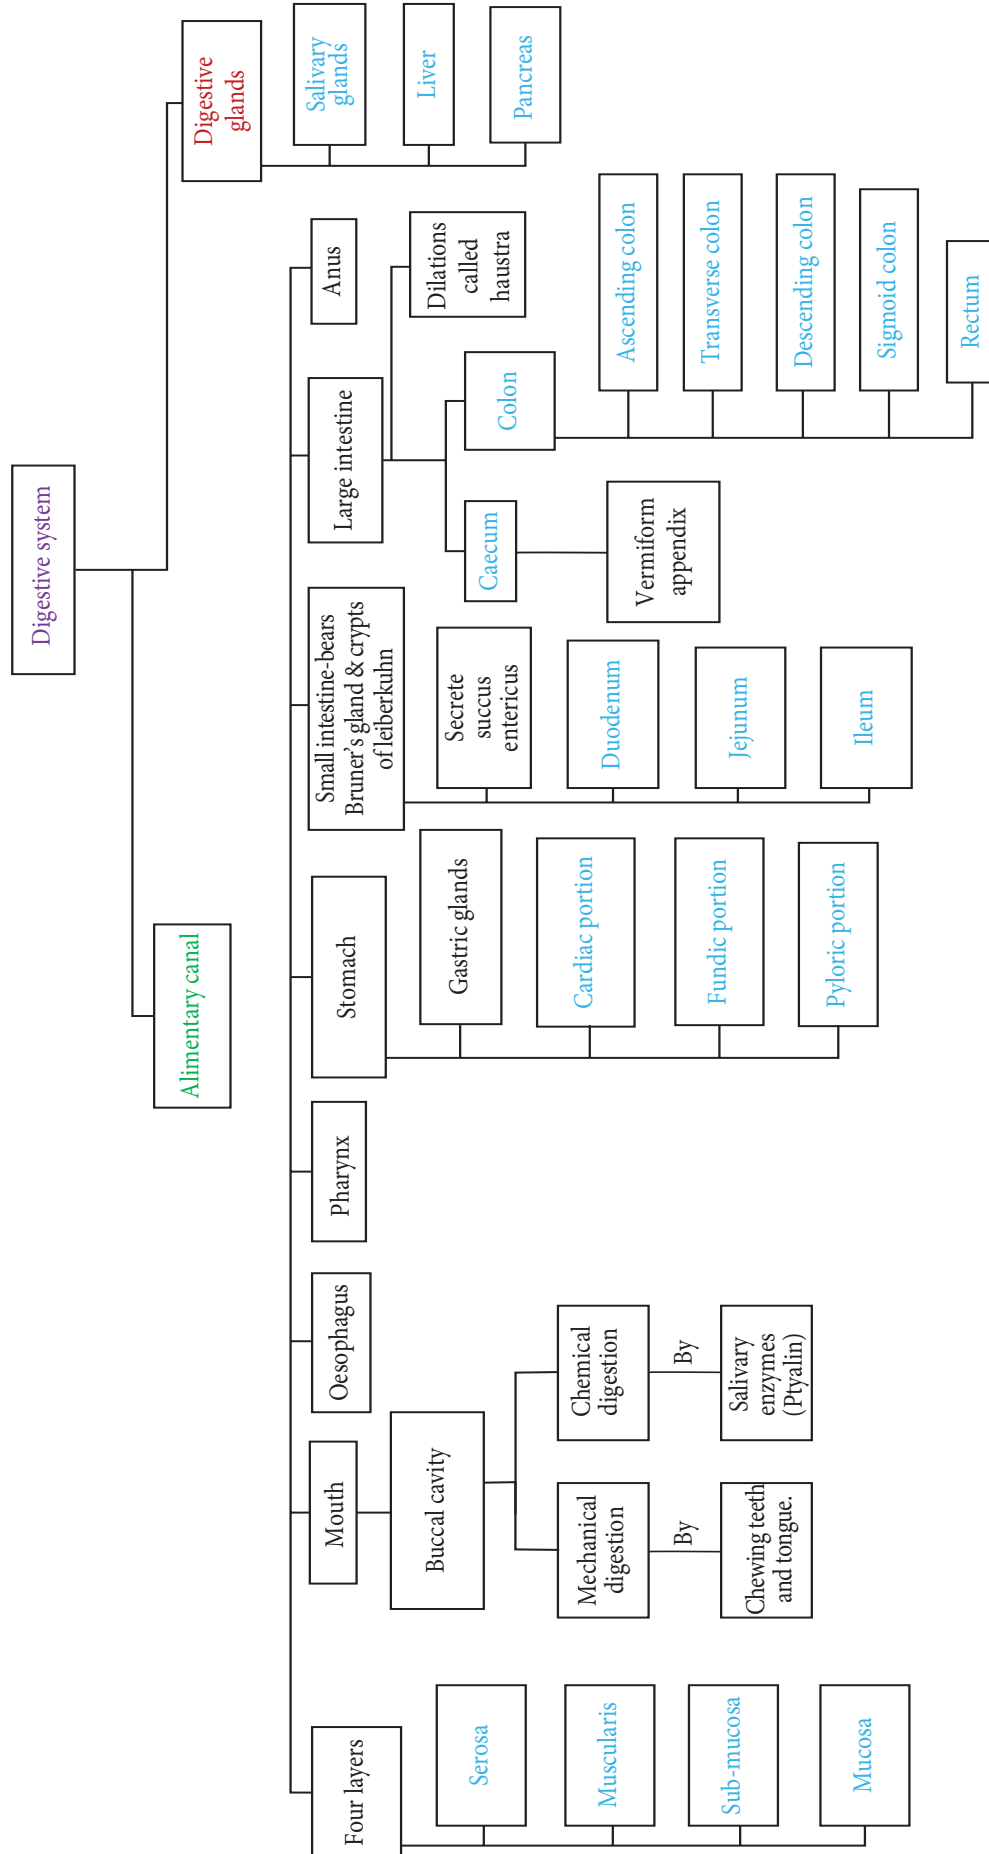 Digestive system
Alimentary canal
Digestive
glands
Four layers
Serosa
Muscularis
Sub-mucosa
Mucosa
Mouth
Buccal cavity
Mechanical
digestion
By
Chewing teeth
and tongue.
Chemical
digestion
By
Salivary
enzymes
(Ptyalin)
Oesophagus
Pharynx
Stomach
Gastric glands
Cardiac portion
Fundic portion
Pyloric portion
Small intestine-bears
Bruner’s gland & crypts
of leiberkuhn
Secrete
succus
entericus
Duodenum
Jejunum
Ileum
Large intestine
Caecum
Vermiform
appendix
Colon
Ascending colon
Transverse colon
Descending colon
Sigmoid colon
Rectum
Dilations
called
haustra
Anus
Salivary
glands
Liver
Pancreas